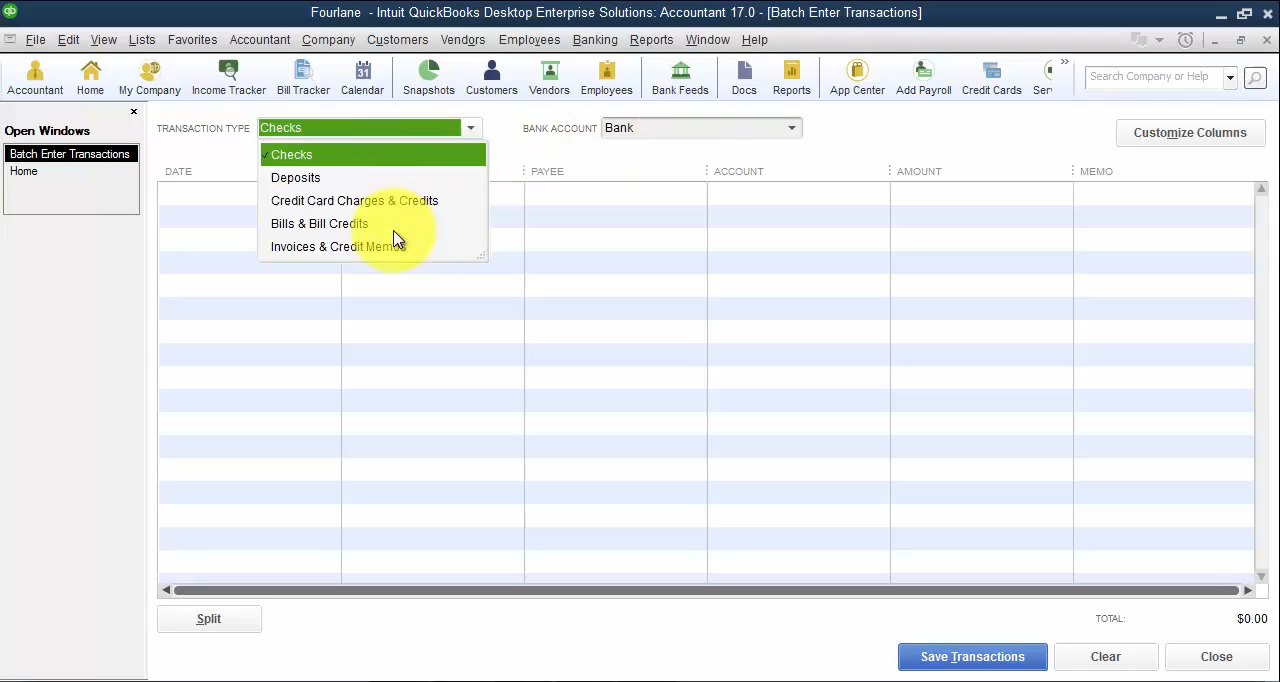 Fourlane - Intuit QuickBooks Desktop Enterprise Solutions: Accountant 17.0 - [Batch Enter Transactions]
File Edit View Lists Favorites Accountant Company Customers Vendors Employees Banking Reports Window Help
Accountant Home My Company Income Tracker Bill Tracker Calendar Snapshots Customers Vendors Employees Bank Feeds Docs Reports App Center Add Payroll Credit Cards Ser
Search Company or Help
Open Windows
Batch Enter Transactions
Home
TRANSACTION TYPE Checks BANK ACCOUNT Bank Customize Columns
Checks
Deposits
Credit Card Charges & Credits
Bills & Bill Credits
Invoices & Credit Memos
DATE PAYEE ACCOUNT AMOUNT MEMO
Split
TOTAL: $0.00
Save Transactions Clear Close